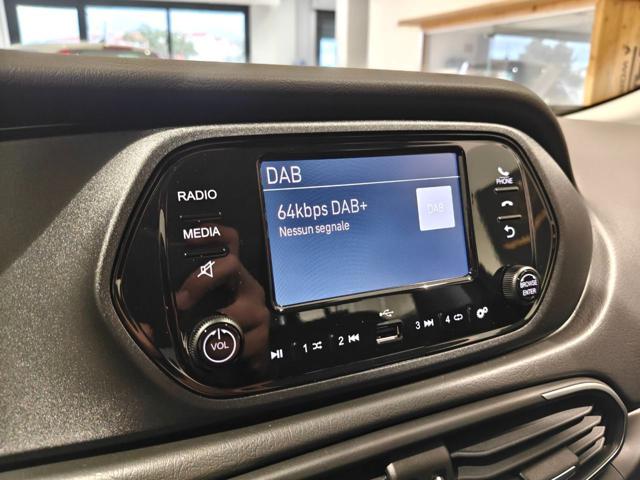 DAB
RADIO
64kbps DAB+
DAB
PHONE
Nessun segnale
MEDIA
BROWSE
ENTER
VOL
1
2
3
4